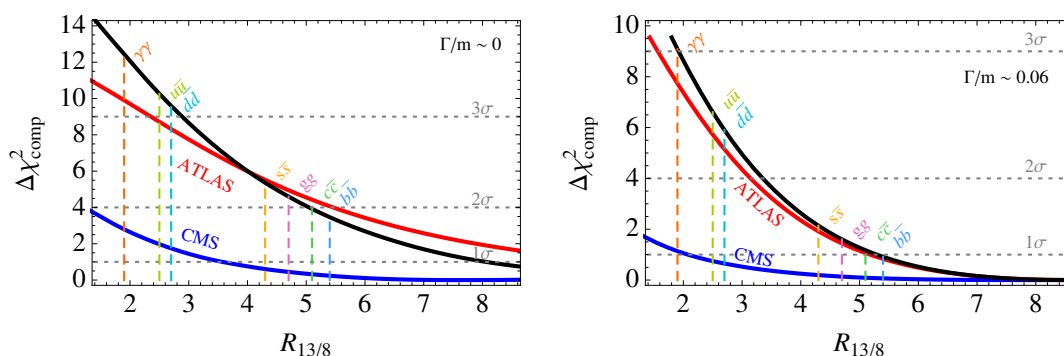 Δχ²comp
14
12
10
8
6
4
2
0
Γ/m ~ 0
γγ
uū
dd̄
3σ
ATLAS
ss̄
gg
cc̄
bb̄
2σ
CMS
1σ
2 3 4 5 6 7 8
R13/8
Δχ²comp
10
8
6
4
2
0
γγ
3σ
Γ/m ~ 0.06
uū
dd̄
2σ
ATLAS
ss̄
gg
cc̄
bb̄
CMS
1σ
2 3 4 5 6 7 8
R13/8